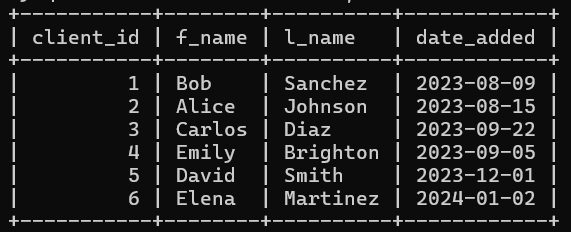 +-----------+--------+----------+------------+
| client_id | f_name | l_name   | date_added |
+-----------+--------+----------+------------+
|         1 | Bob    | Sanchez  | 2023-08-09 |
|         2 | Alice  | Johnson  | 2023-08-15 |
|         3 | Carlos | Diaz     | 2023-09-22 |
|         4 | Emily  | Brighton | 2023-09-05 |
|         5 | David  | Smith    | 2023-12-01 |
|         6 | Elena  | Martinez | 2024-01-02 |
+-----------+--------+----------+------------+